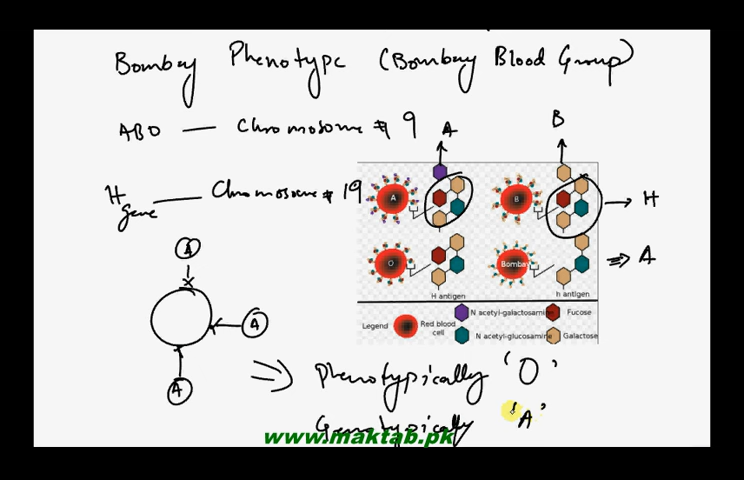 Bombay Phenotype (Bombay Blood Group)
ABO — Chromosome # 9
A
B
H gene — Chromosome # 19
A
B
H
O
Bombay
A
H antigen
h antigen
A
A
A
Legend
Red blood cell
N acetyl-galactosamine
Fucose
N acetyl-glucosamine
Galactose
⇒ Phenotypically 'O'
Genotypically 'A'
www.maktab.pk